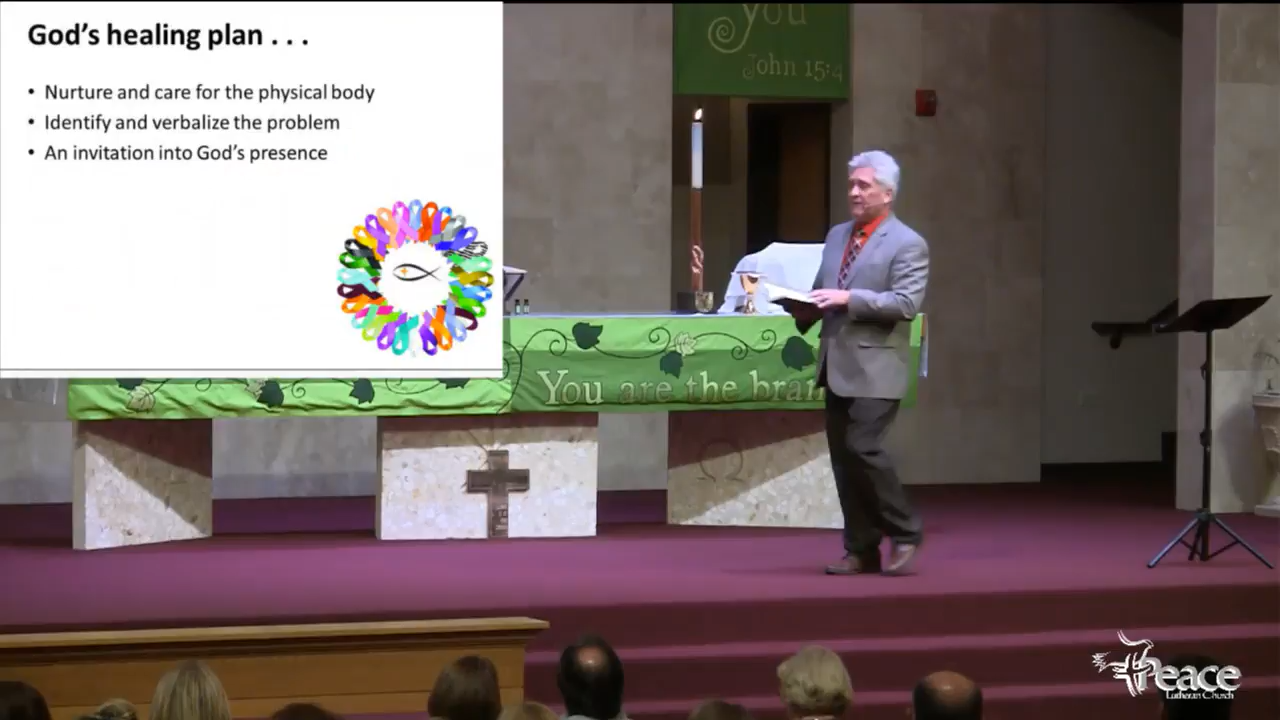 God's healing plan . . .
• Nurture and care for the physical body
• Identify and verbalize the problem
• An invitation into God's presence
you
John 15:4
You are the bran
Peace
Lutheran Church